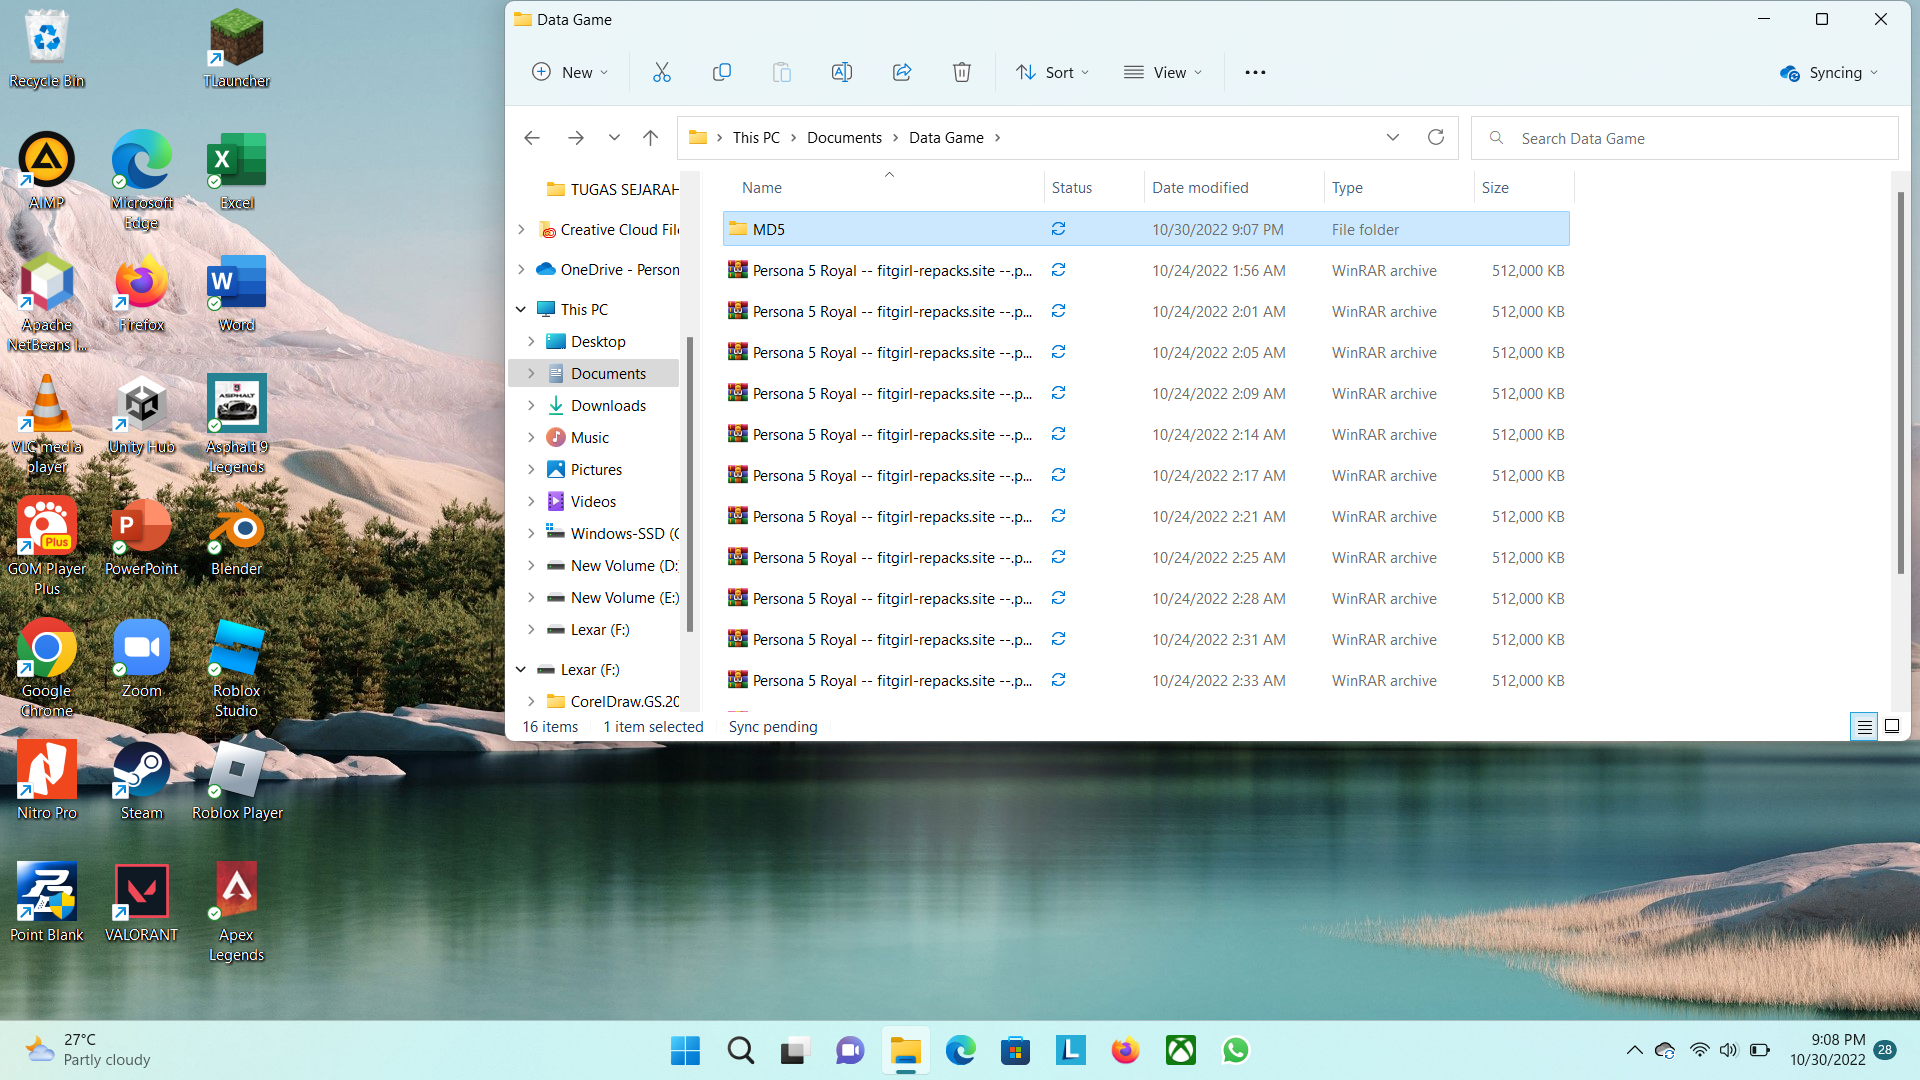 Recycle Bin
TLauncher
AIMP
Microsoft
Edge
Excel
Apache
NetBeans I...
Firefox
Word
VLC media
player
Unity Hub
ASPHALT
Asphalt 9
Legends
Plus
GOM Player
Plus
PowerPoint
Blender
Google
Chrome
Zoom
Roblox
Studio
Nitro Pro
Steam
Roblox Player
Point Blank
VALORANT
Apex
Legends
Data Game
New
Sort
View
Syncing
This PC
Documents
Data Game
Search Data Game
TUGAS SEJARAH
Creative Cloud File
OneDrive - Person
This PC
Desktop
Documents
Downloads
Music
Pictures
Videos
Windows-SSD (C
New Volume (D:)
New Volume (E:)
Lexar (F:)
Lexar (F:)
CorelDraw.GS.20
Name Status Date modified Type Size
MD5 10/30/2022 9:07 PM File folder
Persona 5 Royal -- fitgirl-repacks.site --.p... 10/24/2022 1:56 AM WinRAR archive 512,000 KB
Persona 5 Royal -- fitgirl-repacks.site --.p... 10/24/2022 2:01 AM WinRAR archive 512,000 KB
Persona 5 Royal -- fitgirl-repacks.site --.p... 10/24/2022 2:05 AM WinRAR archive 512,000 KB
Persona 5 Royal -- fitgirl-repacks.site --.p... 10/24/2022 2:09 AM WinRAR archive 512,000 KB
Persona 5 Royal -- fitgirl-repacks.site --.p... 10/24/2022 2:14 AM WinRAR archive 512,000 KB
Persona 5 Royal -- fitgirl-repacks.site --.p... 10/24/2022 2:17 AM WinRAR archive 512,000 KB
Persona 5 Royal -- fitgirl-repacks.site --.p... 10/24/2022 2:21 AM WinRAR archive 512,000 KB
Persona 5 Royal -- fitgirl-repacks.site --.p... 10/24/2022 2:25 AM WinRAR archive 512,000 KB
Persona 5 Royal -- fitgirl-repacks.site --.p... 10/24/2022 2:28 AM WinRAR archive 512,000 KB
Persona 5 Royal -- fitgirl-repacks.site --.p... 10/24/2022 2:31 AM WinRAR archive 512,000 KB
Persona 5 Royal -- fitgirl-repacks.site --.p... 10/24/2022 2:33 AM WinRAR archive 512,000 KB
16 items 1 item selected Sync pending
27°C
Partly cloudy
9:08 PM
10/30/2022
28